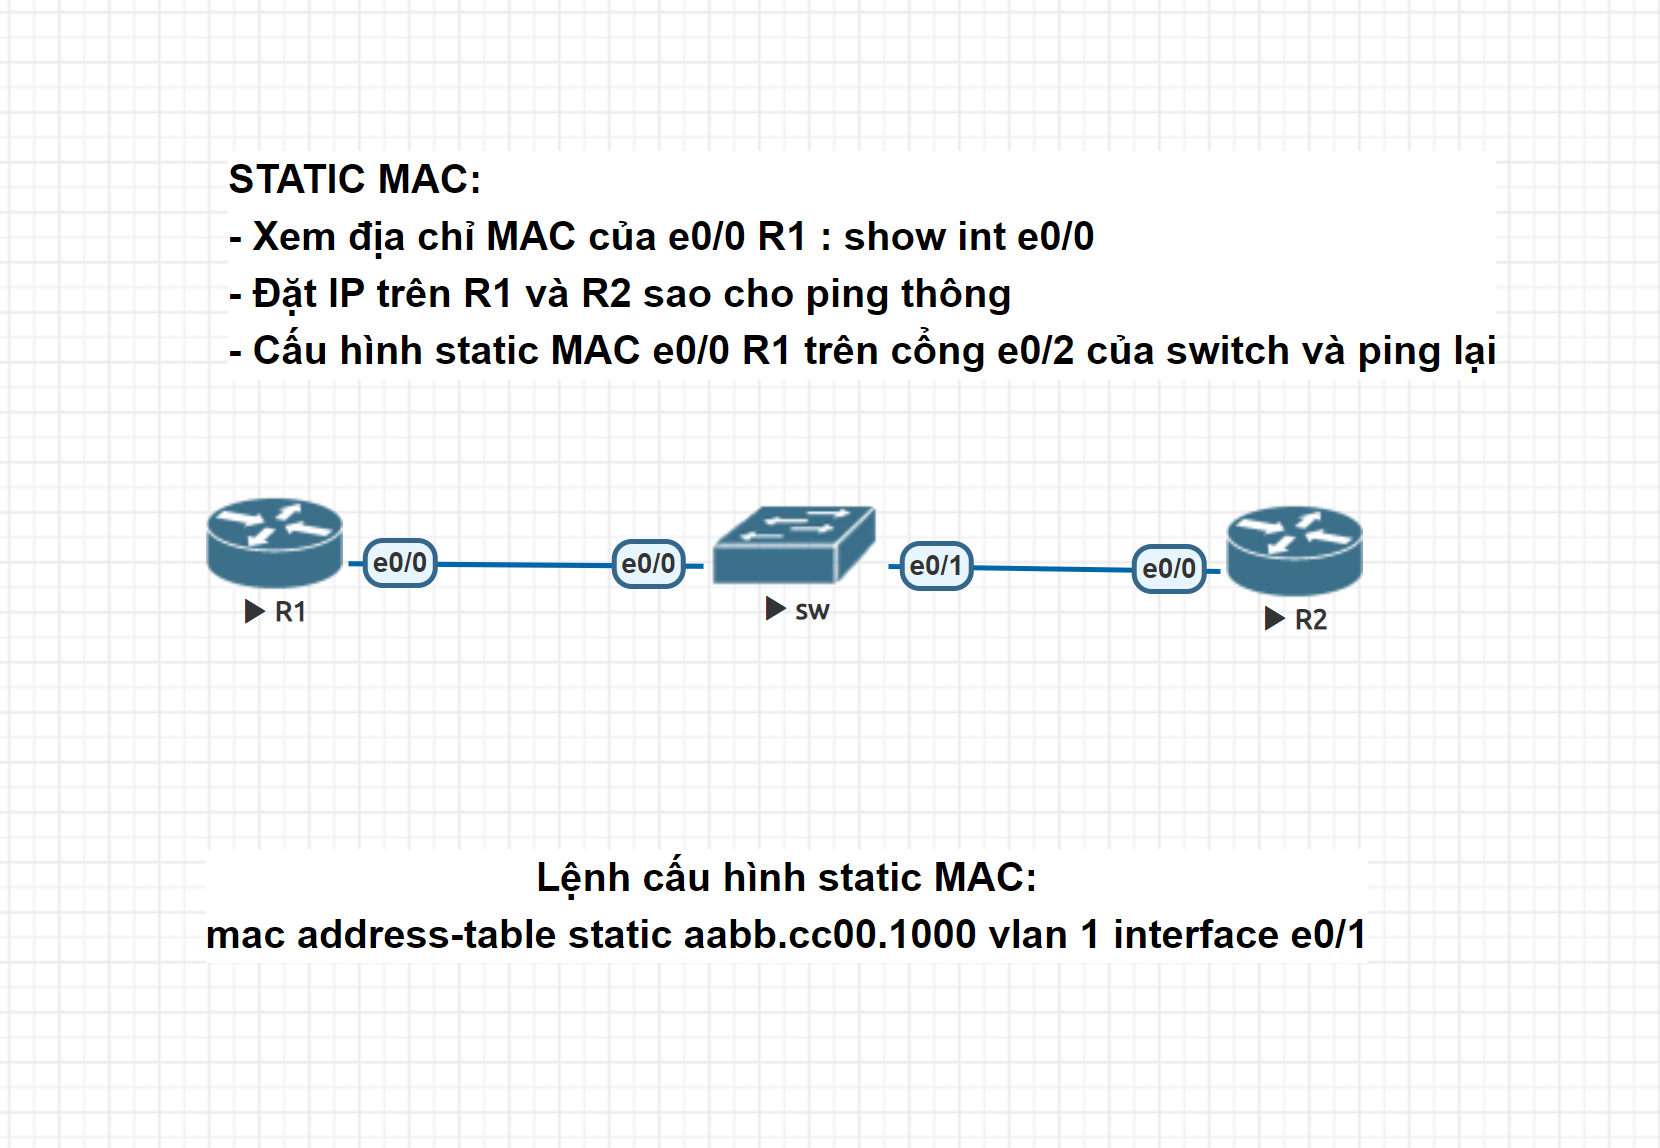 STATIC MAC:
- Xem địa chỉ MAC của e0/0 R1 : show int e0/0
- Đặt IP trên R1 và R2 sao cho ping thông
- Cấu hình static MAC e0/0 R1 trên cổng e0/2 của switch và ping lại
e0/0
e0/0
e0/1
e0/0
R1
sw
R2
Lệnh cấu hình static MAC:
mac address-table static aabb.cc00.1000 vlan 1 interface e0/1